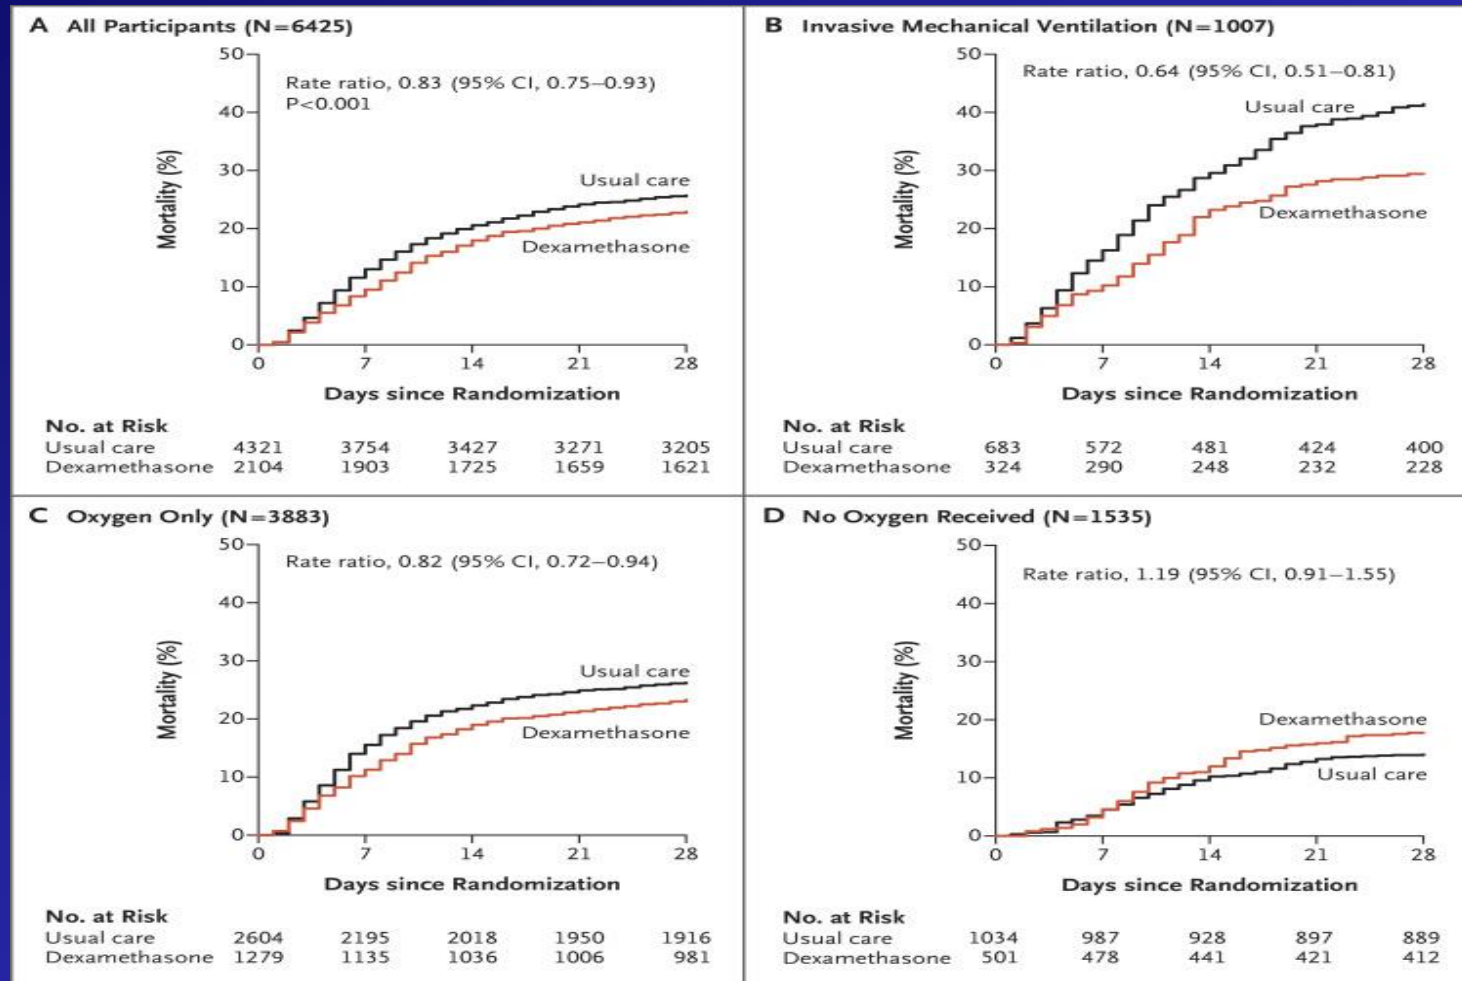 A All Participants (N=6425)
50
Rate ratio, 0.83 (95% CI, 0.75–0.93)
P<0.001
40
30
Usual care
20
Dexamethasone
10
0
Mortality (%)
0 7 14 21 28
Days since Randomization
No. at Risk
Usual care 4321 3754 3427 3271 3205
Dexamethasone 2104 1903 1725 1659 1621
B Invasive Mechanical Ventilation (N=1007)
50
Rate ratio, 0.64 (95% CI, 0.51–0.81)
Usual care
40
30
Dexamethasone
20
10
0
Mortality (%)
0 7 14 21 28
Days since Randomization
No. at Risk
Usual care 683 572 481 424 400
Dexamethasone 324 290 248 232 228
C Oxygen Only (N=3883)
50
Rate ratio, 0.82 (95% CI, 0.72–0.94)
40
30
Usual care
20
Dexamethasone
10
0
Mortality (%)
0 7 14 21 28
Days since Randomization
No. at Risk
Usual care 2604 2195 2018 1950 1916
Dexamethasone 1279 1135 1036 1006 981
D No Oxygen Received (N=1535)
50
Rate ratio, 1.19 (95% CI, 0.91–1.55)
40
30
20
Dexamethasone
10
Usual care
0
Mortality (%)
0 7 14 21 28
Days since Randomization
No. at Risk
Usual care 1034 987 928 897 889
Dexamethasone 501 478 441 421 412